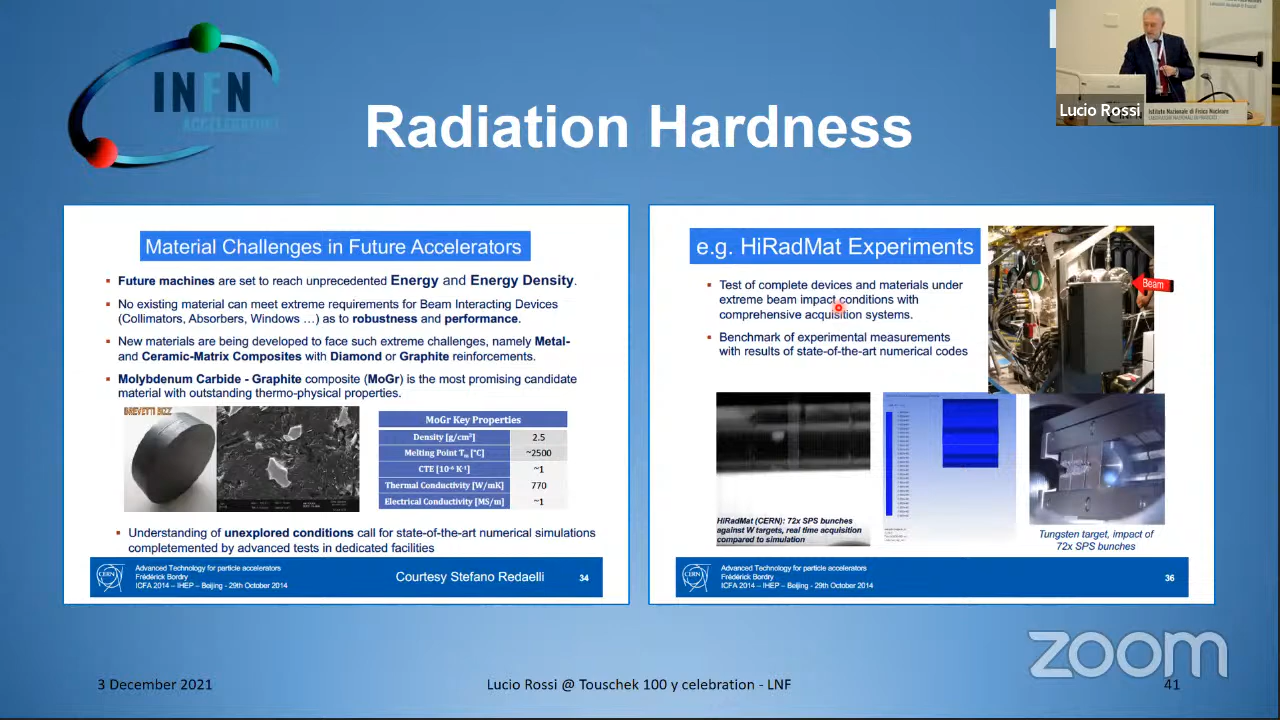 INFN
ACCELERATORS
Radiation Hardness
Lucio Rossi
Istituto Nazionale di Fisica Nucleare
LABORATORI NAZIONALI DI FRASCATI
Material Challenges in Future Accelerators
Future machines are set to reach unprecedented Energy and Energy Density.
No existing material can meet extreme requirements for Beam Interacting Devices
(Collimators, Absorbers, Windows ...) as to robustness and performance.
New materials are being developed to face such extreme challenges, namely Metal-
and Ceramic-Matrix Composites with Diamond or Graphite reinforcements.
Molybdenum Carbide - Graphite composite (MoGr) is the most promising candidate
material with outstanding thermo-physical properties.
BREVETTI BIZZ
MoGr Key Properties
Density [g/cm³] 2.5
Melting Point Tm [°C] ~2500
CTE [10⁻⁶ K⁻¹] ~1
Thermal Conductivity [W/mK] 770
Electrical Conductivity [MS/m] ~1
Understanding of unexplored conditions call for state-of-the-art numerical simulations
completemented by advanced tests in dedicated facilities
CERN
Advanced Technology for particle accelerators
Frédérick Bordry
ICFA 2014 – IHEP – Beijing - 29th October 2014
Courtesy Stefano Redaelli
34
e.g. HiRadMat Experiments
Test of complete devices and materials under
extreme beam impact conditions with
comprehensive acquisition systems.
Benchmark of experimental measurements
with results of state-of-the-art numerical codes
Beam
HiRadMat (CERN): 72x SPS bunches
against W targets, real time acquisition
compared to simulation
Tungsten target, impact of
72x SPS bunches
CERN
Advanced Technology for particle accelerators
Frédérick Bordry
ICFA 2014 – IHEP – Beijing - 29th October 2014
36
zoom
3 December 2021
Lucio Rossi @ Touschek 100 y celebration - LNF
41